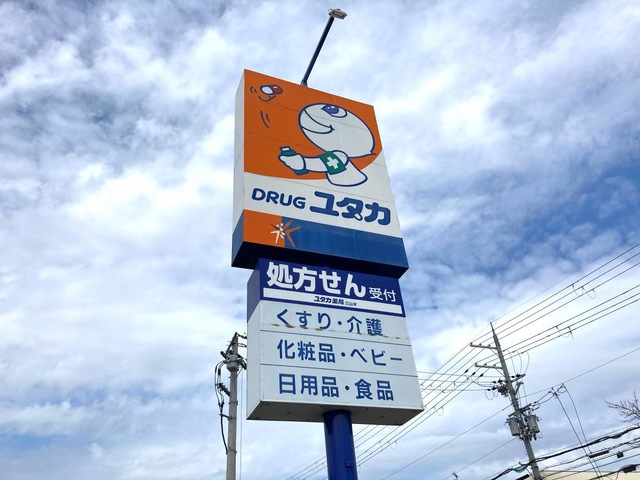 DRUG ユタカ
処方せん受付
ユタカ薬局
くすり・介護
化粧品・ベビー
日用品・食品